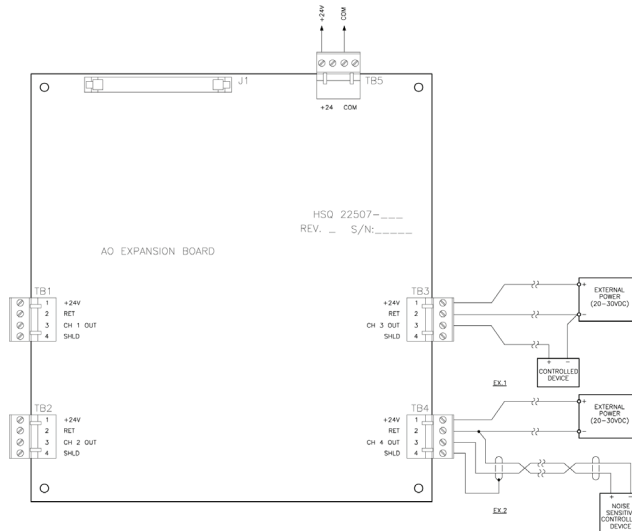 +24V COM
J1
TB5
+24 COM
HSQ 22507-___
REV. _ S/N:_____
AO EXPANSION BOARD
TB1
1 +24V
2 RET
3 CH 1 OUT
4 SHLD
TB3
+24V 1
RET 2
CH 3 OUT 3
SHLD 4
+ EXTERNAL
POWER
- (20-30VDC)
+ -
CONTROLLED
DEVICE
EX.1
TB2
1 +24V
2 RET
3 CH 2 OUT
4 SHLD
TB4
+24V 1
RET 2
CH 4 OUT 3
SHLD 4
+ EXTERNAL
POWER
(20-30VDC)
-
EX.2
+ -
NOISE
DEVICE